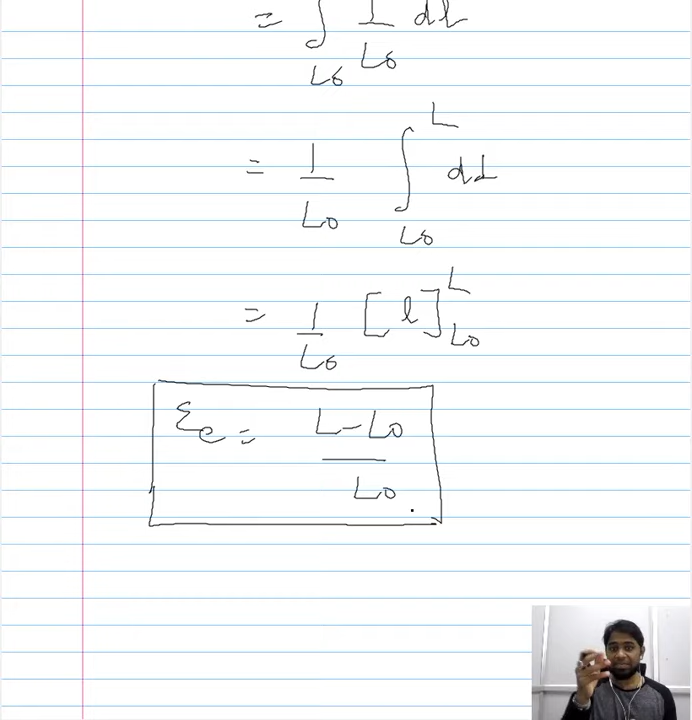 = ∫_{L0} 1/L0 dl
= 1/L0 ∫_{L0}^{L} dl
= 1/L0 [l]_{L0}^{L}
εe = (L-L0)/L0